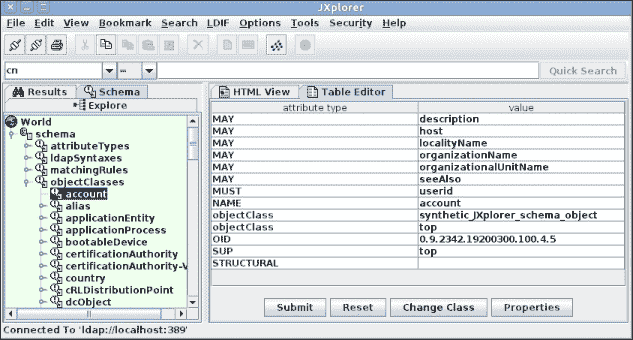 JXplorer
File Edit View Bookmark Search LDIF Options Tools Security Help
cn
=
Quick Search
Results Schema
Explore
World
schema
attributeTypes
ldapSyntaxes
matchingRules
objectClasses
account
alias
applicationEntity
applicationProcess
bootableDevice
certificationAuthority
certificationAuthority-V
country
cRLDistributionPoint
dcObject
HTML View Table Editor
attribute type value
MAY description
MAY host
MAY localityName
MAY organizationName
MAY organizationalUnitName
MAY seeAlso
MUST userid
NAME account
objectClass synthetic_JXplorer_schema_object
objectClass top
OID 0.9.2342.19200300.100.4.5
SUP top
STRUCTURAL
Submit Reset Change Class Properties
Connected To 'ldap://localhost:389'